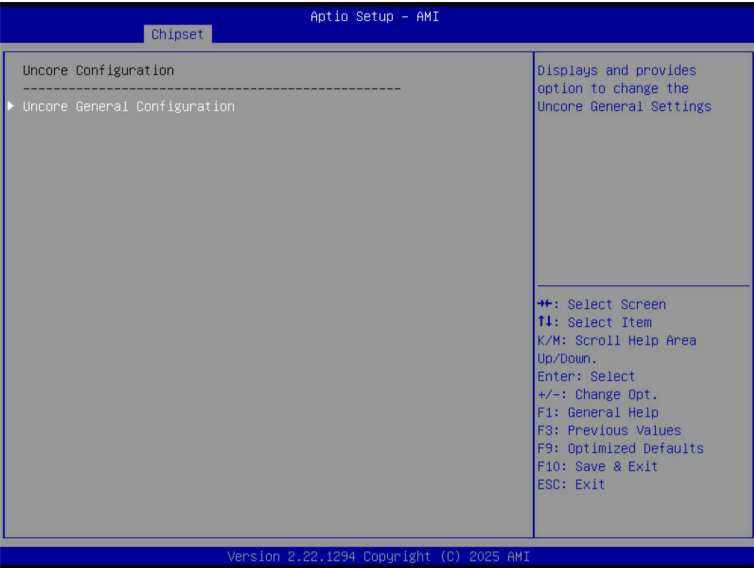 Aptio Setup – AMI
Chipset
Uncore Configuration
--------------------------------------------------
▶ Uncore General Configuration
Displays and provides
option to change the
Uncore General Settings
→←: Select Screen
↑↓: Select Item
K/M: Scroll Help Area
Up/Down.
Enter: Select
+/-: Change Opt.
F1: General Help
F3: Previous Values
F9: Optimized Defaults
F10: Save & Exit
ESC: Exit
Version 2.22.1294 Copyright (C) 2025 AMI